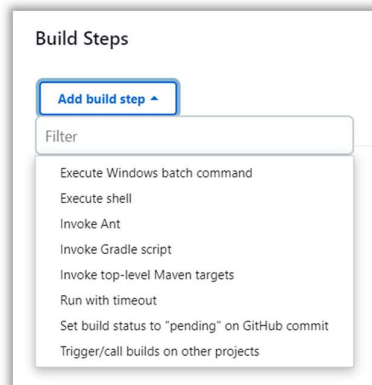 Build Steps
Add build step
Filter
Execute Windows batch command
Execute shell
Invoke Ant
Invoke Gradle script
Invoke top-level Maven targets
Run with timeout
Set build status to "pending" on GitHub commit
Trigger/call builds on other projects